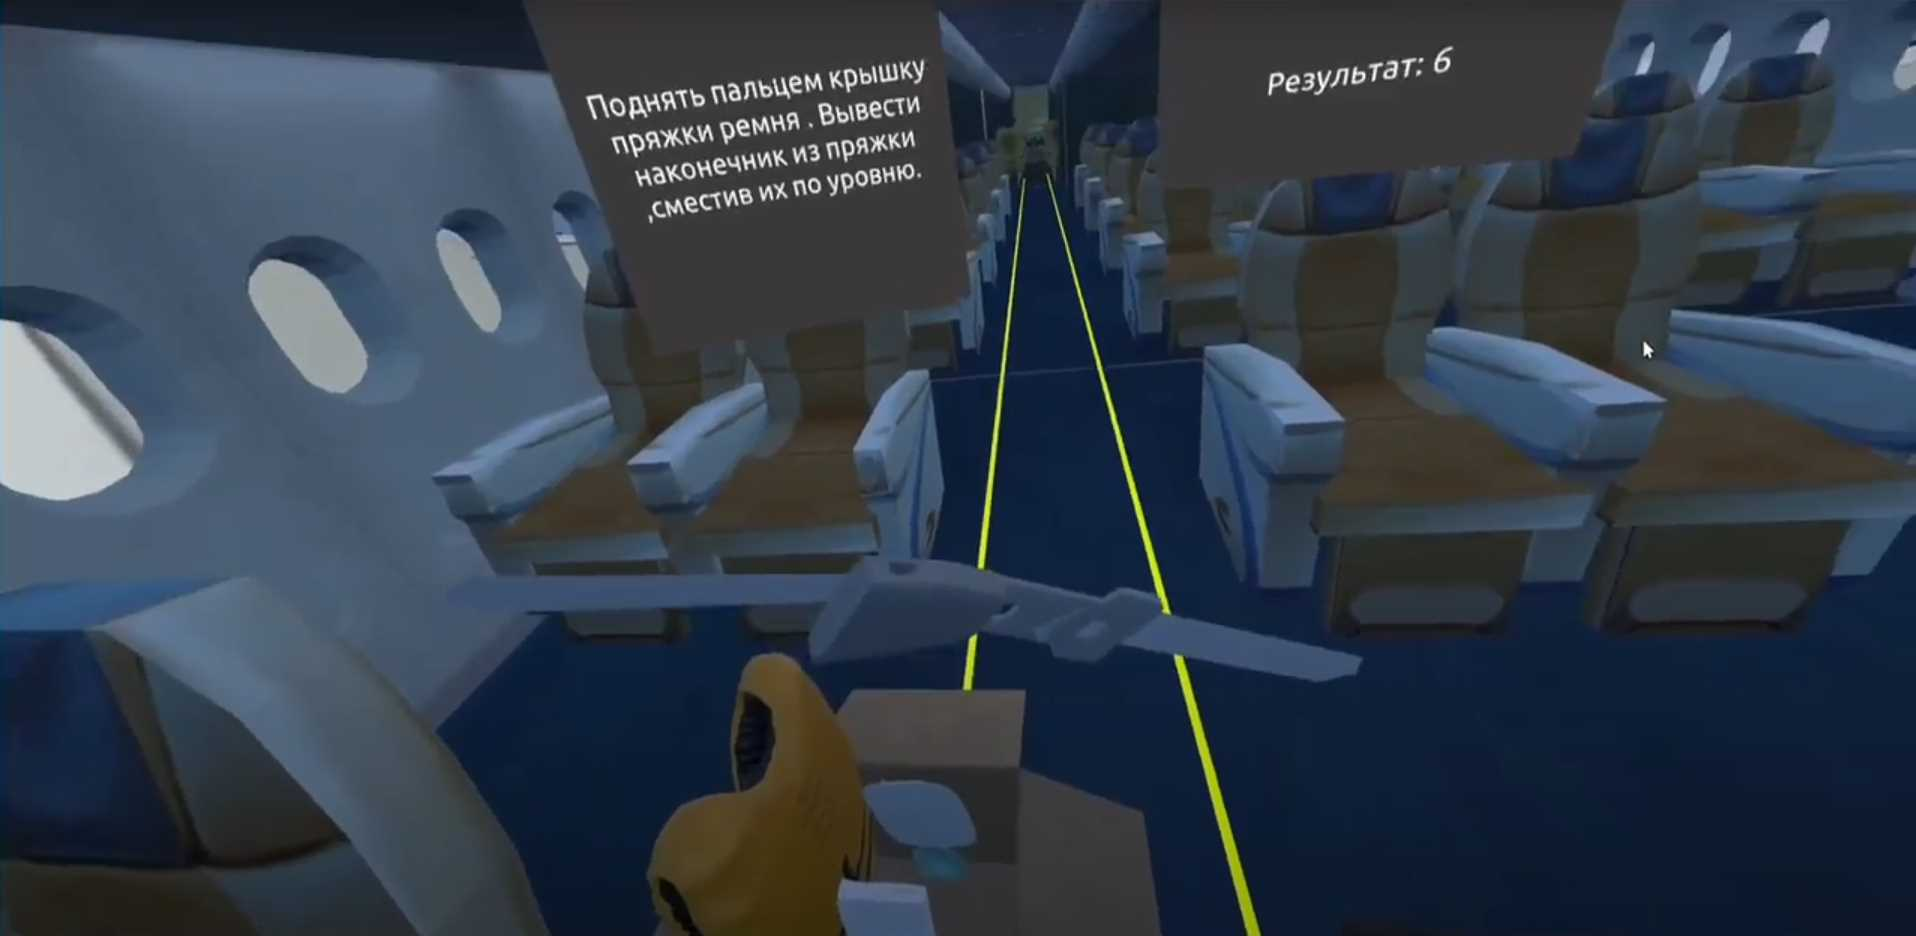 Поднять пальцем крышку
пряжки ремня . Вывести
наконечник из пряжки
,сместив их по уровню.
Результат: 6